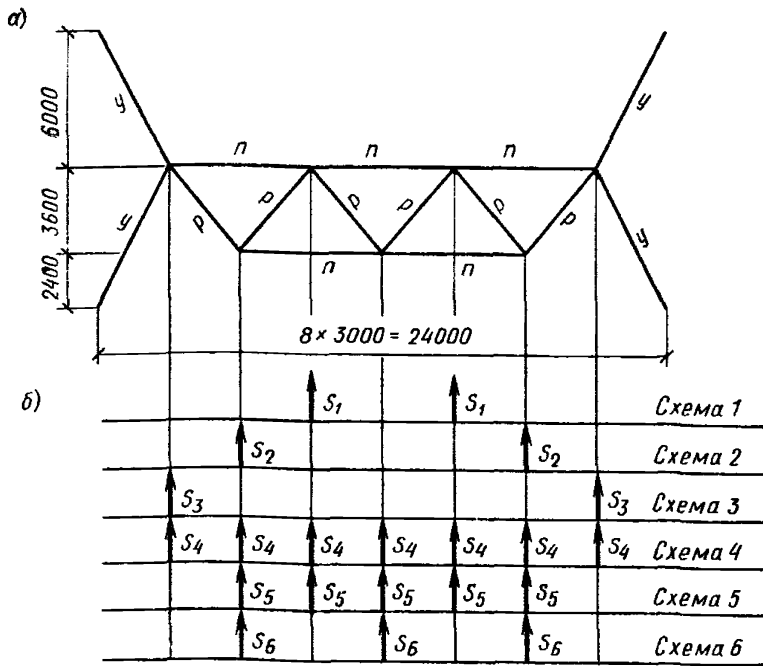 а)
6000
3600
2400
у
у
у
у
п
п
п
р
р
р
р
р
р
п
п
8 × 3000 = 24000
б)
S₁ S₁ Схема 1
S₂ S₂ Схема 2
S₃ S₃ Схема 3
S₄ S₄ S₄ S₄ S₄ S₄ S₄ Схема 4
S₅ S₅ S₅ S₅ S₅ Схема 5
S₆ S₆ S₆ Схема 6